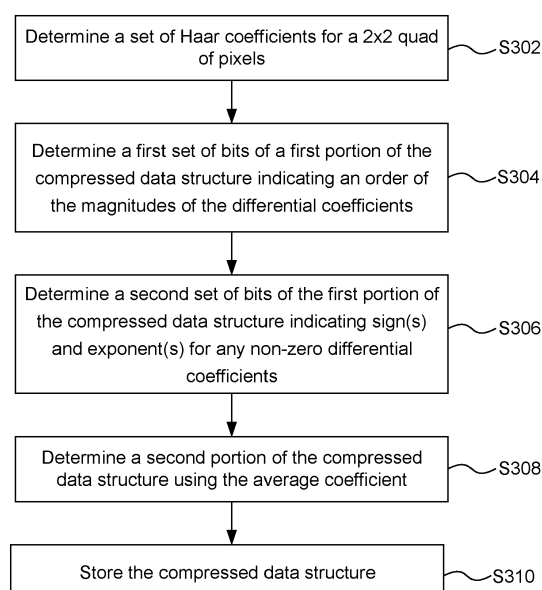 Determine a set of Haar coefficients for a 2x2 quad
of pixels
S302
Determine a first set of bits of a first portion of the
compressed data structure indicating an order of
the magnitudes of the differential coefficients
S304
Determine a second set of bits of the first portion of
the compressed data structure indicating sign(s)
and exponent(s) for any non-zero differential
coefficients
S306
Determine a second portion of the compressed
data structure using the average coefficient
S308
Store the compressed data structure
S310